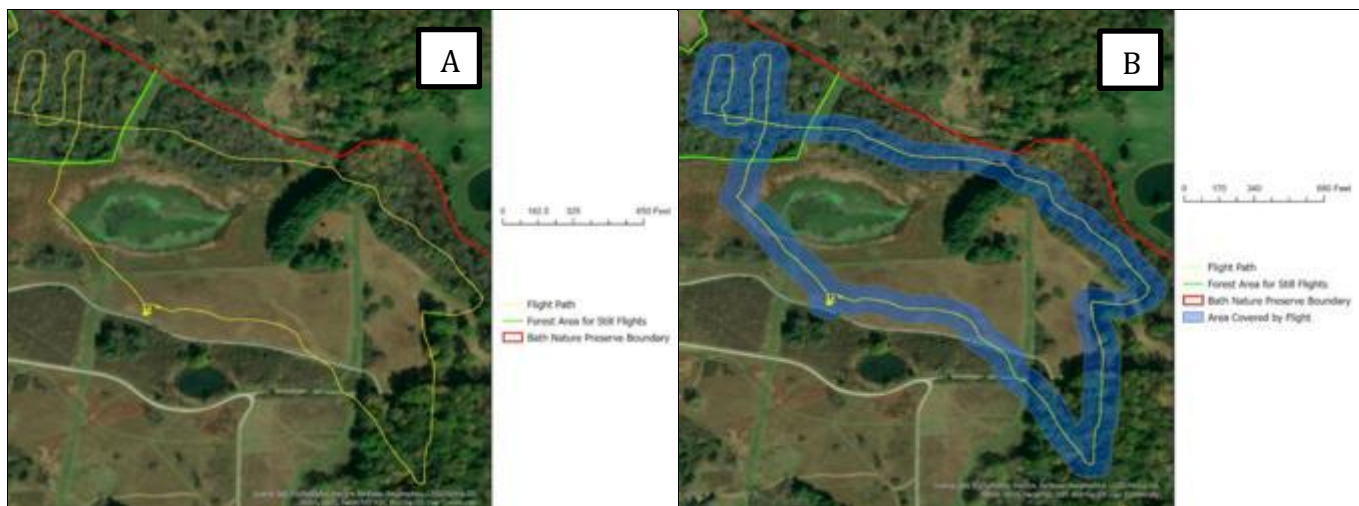 A
0 162.5 325 650 Feet
Flight Path
Forest Area for Still Flights
Bath Nature Preserve Boundary
B
0 170 340 680 Feet
Flight Path
Forest Area for Still Flights
Bath Nature Preserve Boundary
Area Covered by Flight